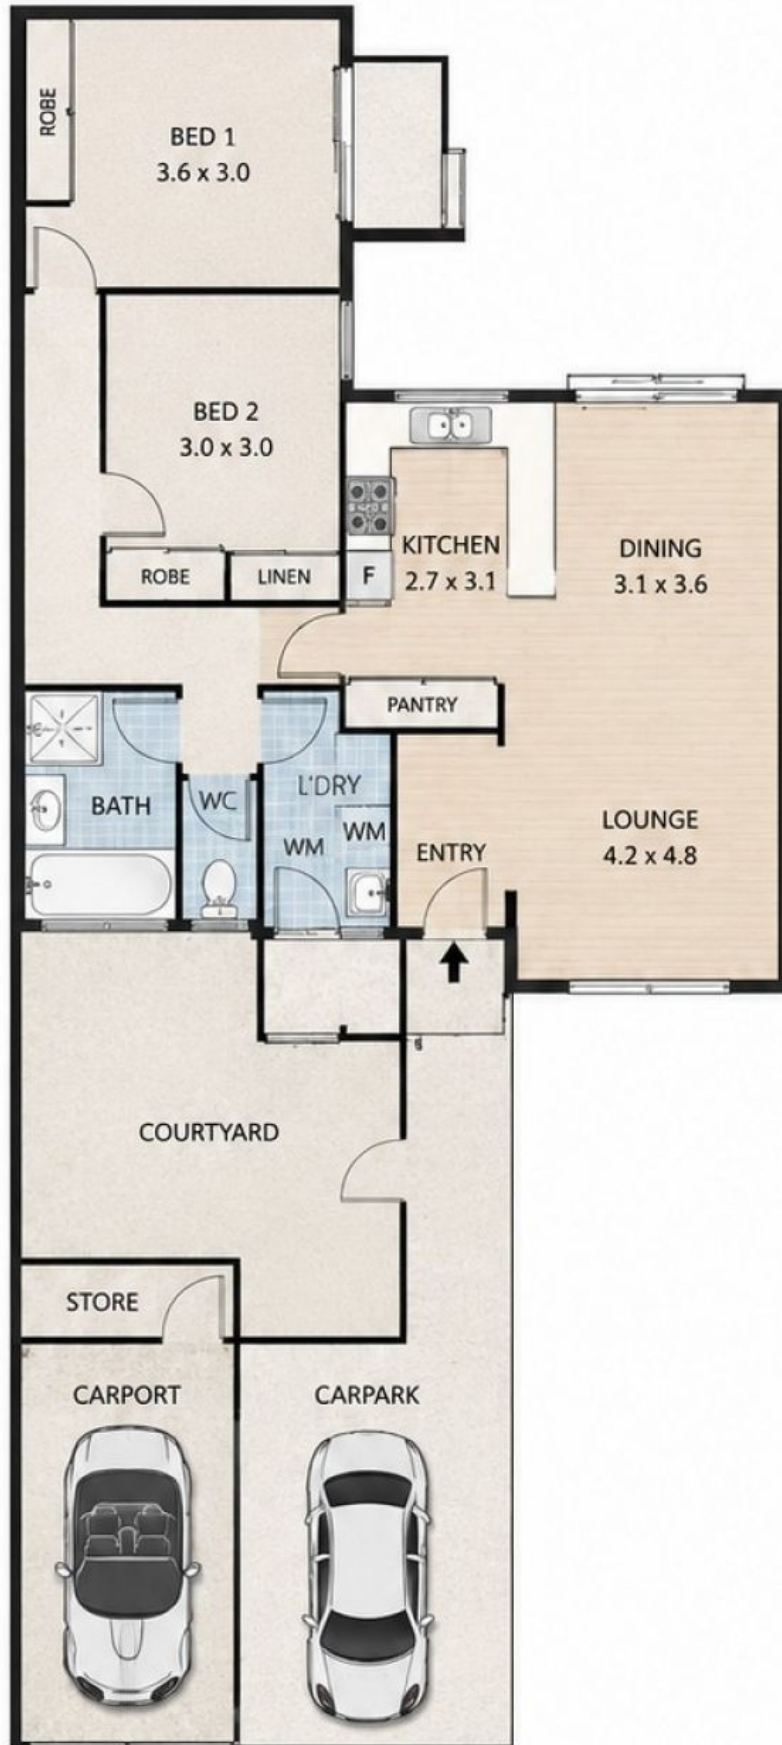 ROBE
BED 1
3.6 x 3.0
BED 2
3.0 x 3.0
ROBE
LINEN
F
KITCHEN
2.7 x 3.1
DINING
3.1 x 3.6
PANTRY
BATH
WC
L'DRY
WM
WM
ENTRY
LOUNGE
4.2 x 4.8
COURTYARD
STORE
CARPORT
CARPARK